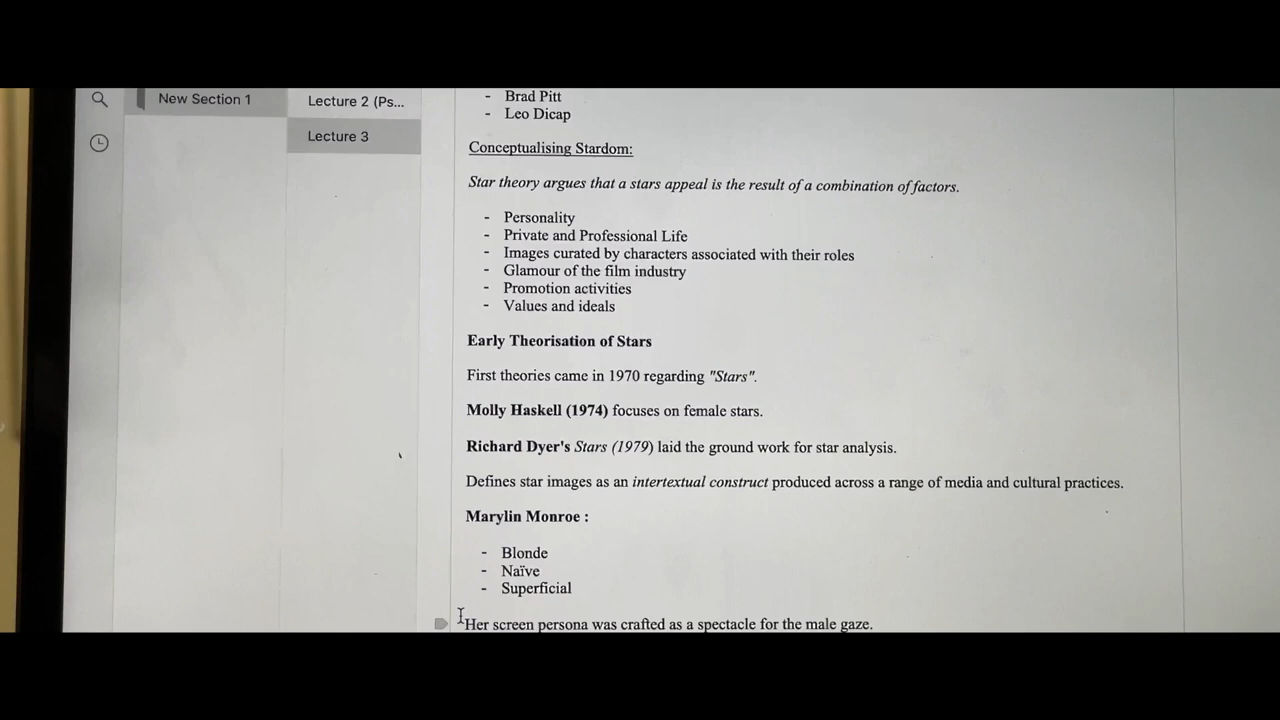 New Section 1
Lecture 2 (Ps...
Lecture 3
- Brad Pitt
- Leo Dicap
Conceptualising Stardom:
Star theory argues that a stars appeal is the result of a combination of factors.
- Personality
- Private and Professional Life
- Images curated by characters associated with their roles
- Glamour of the film industry
- Promotion activities
- Values and ideals
Early Theorisation of Stars
First theories came in 1970 regarding "Stars".
Molly Haskell (1974) focuses on female stars.
Richard Dyer's Stars (1979) laid the ground work for star analysis.
Defines star images as an intertextual construct produced across a range of media and cultural practices.
Marylin Monroe :
- Blonde
- Naïve
- Superficial
Her screen persona was crafted as a spectacle for the male gaze.